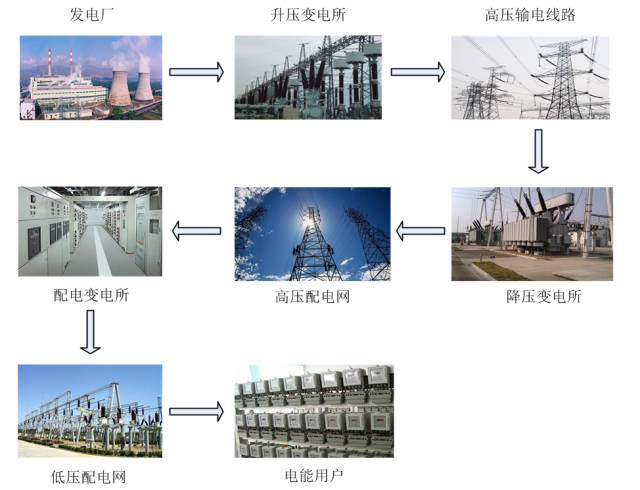 发电厂
升压变电所
高压输电线路
配电变电所
高压配电网
降压变电所
低压配电网
电能用户